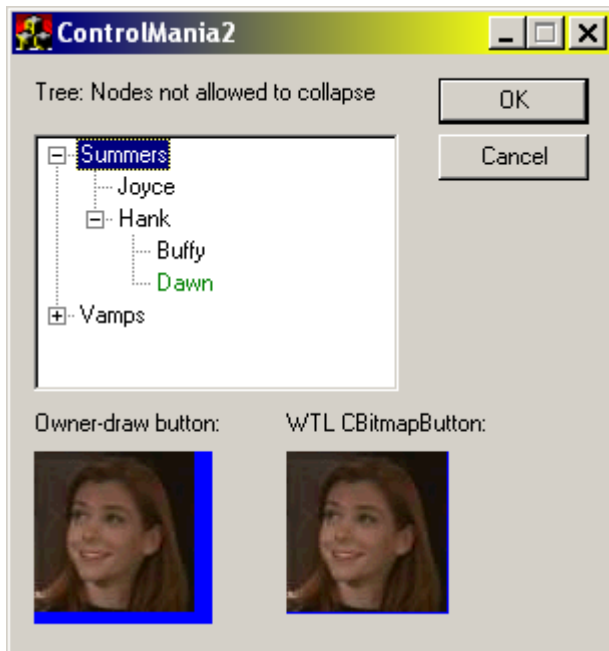 ControlMania2
Tree: Nodes not allowed to collapse
OK
Cancel
Summers
Joyce
Hank
Buffy
Dawn
Vamps
Owner-draw button:
WTL CBitmapButton: